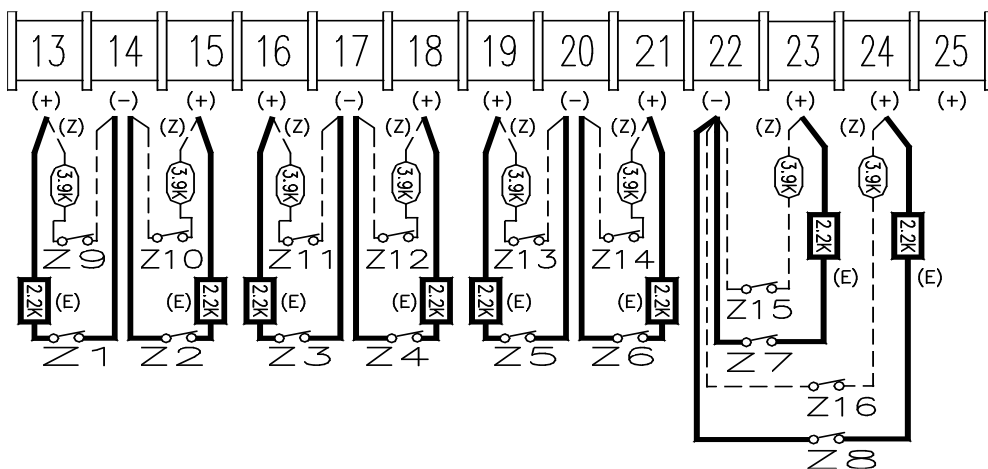 13 14 15 16 17 18 19 20 21 22 23 24 25
(+) (-) (+) (+) (-) (+) (+) (-) (+) (-) (+) (+) (+)
(Z) (Z) (Z) (Z) (Z) (Z) (Z) (Z)
3.9K 3.9K 3.9K 3.9K 3.9K 3.9K 3.9K 3.9K
2.2K 2.2K
Z9 Z10 Z11 Z12 Z13 Z14
(E) (E)
2.2K (E) (E) 2.2K 2.2K (E) (E) 2.2K 2.2K (E) (E) 2.2K
Z15
Z1 Z2 Z3 Z4 Z5 Z6 Z7
Z16
Z8